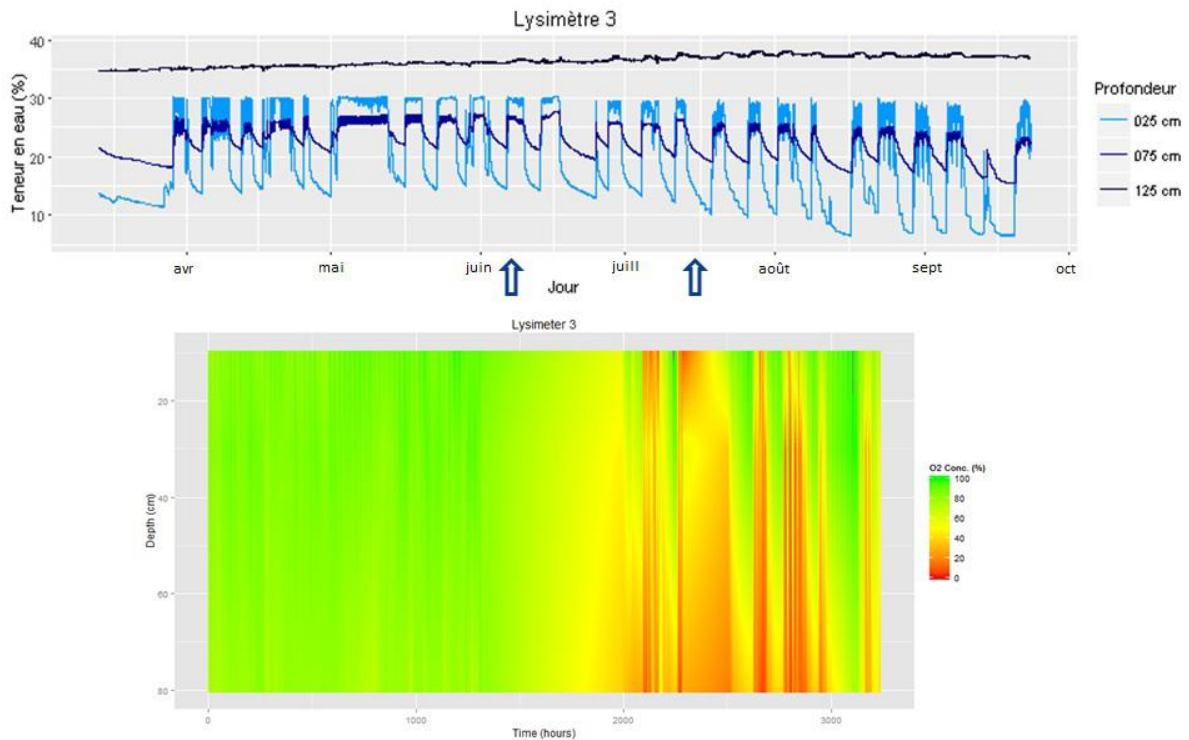 Lysimètre 3
Teneur en eau (%)
40
30
20
10
avr
mai
juin
juill
août
sept
oct
Jour
Profondeur
025 cm
075 cm
125 cm
Lysimeter 3
Depth (cm)
20
40
60
80
0
1000
2000
3000
Time (hours)
O2 Conc. (%)
100
80
60
40
20
0